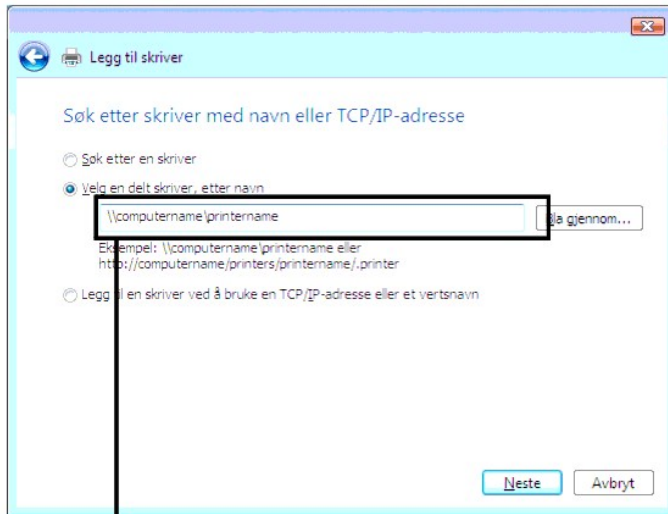 Legg til skriver
Søk etter skriver med navn eller TCP/IP-adresse
Søk etter en skriver
Velg en delt skriver, etter navn
\\computername\printername
Bla gjennom...
Eksempel: \\computername\printername eller
http://computername/printers/printername/.printer
Legg til en skriver ved å bruke en TCP/IP-adresse eller et vertsnavn
Neste
Avbryt